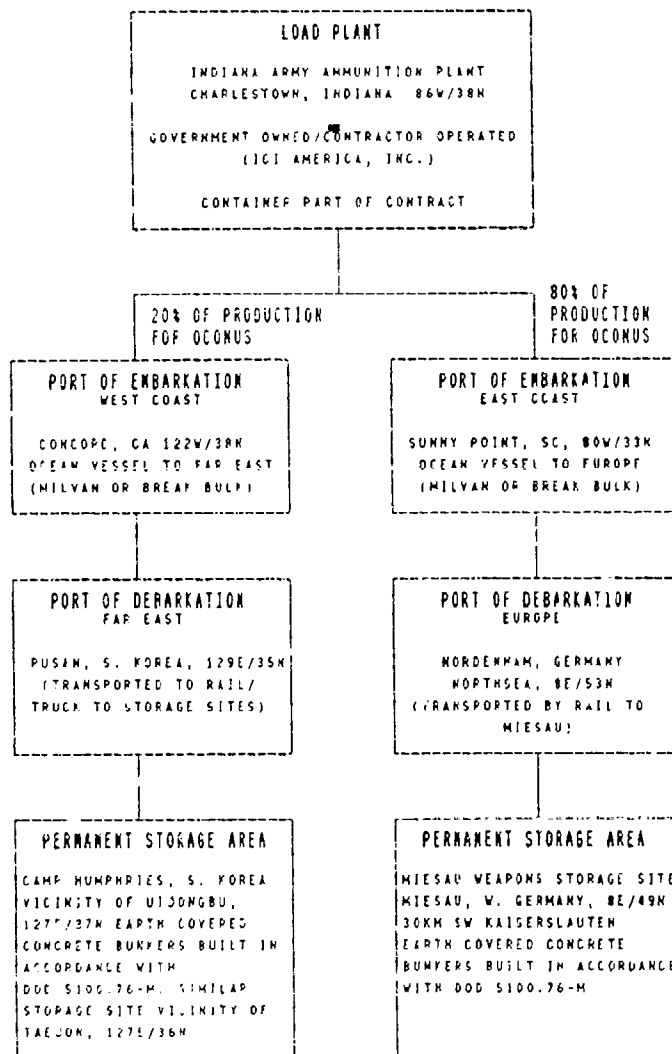 LOAD PLANT
INDIANA ARMY AMMUNITION PLANT
CHARLESTOWN, INDIANA 86W/38N
GOVERNMENT OWNED/CONTRACTOR OPERATED
(ICI AMERICA, INC.)
CONTAINER PART OF CONTRACT
20% OF PRODUCTION
FOR OCONUS
80% OF
PRODUCTION
FOR OCONUS
PORT OF EMBARKATION
WEST COAST
CONCORD, CA 122W/38N
OCEAN VESSEL TO FAR EAST
(MILVAN OR BREAK BULK)
PORT OF EMBARKATION
EAST COAST
SUNNY POINT, SC, 80W/33N
OCEAN VESSEL TO EUROPE
(MILVAN OR BREAK BULK)
PORT OF DEBARKATION
FAR EAST
PUSAN, S. KOREA, 129E/35N
(TRANSPORTED TO RAIL/
TRUCK TO STORAGE SITES)
PORT OF DEBARKATION
EUROPE
NORDENHAM, GERMANY
NORTHSEA, 8E/53N
(TRANSPORTED BY RAIL TO
MIESAU)
PERMANENT STORAGE AREA
CAMP HUMPHRIES, S. KOREA
VICINITY OF UIJONGBU,
127E/37N EARTH COVERED
CONCRETE BUNKERS BUILT IN
ACCORDANCE WITH
DOD 5100.76-M. SIMILAR
STORAGE SITE VICINITY OF
TAEJON, 127E/36N
PERMANENT STORAGE AREA
MIESAU WEAPONS STORAGE SITE
MIESAU, W. GERMANY, 8E/49N
30KM SW KAISERSLAUTEN
EARTH COVERED CONCRETE
BUNKERS BUILT IN ACCORDANCE
WITH DOD 5100.76-M